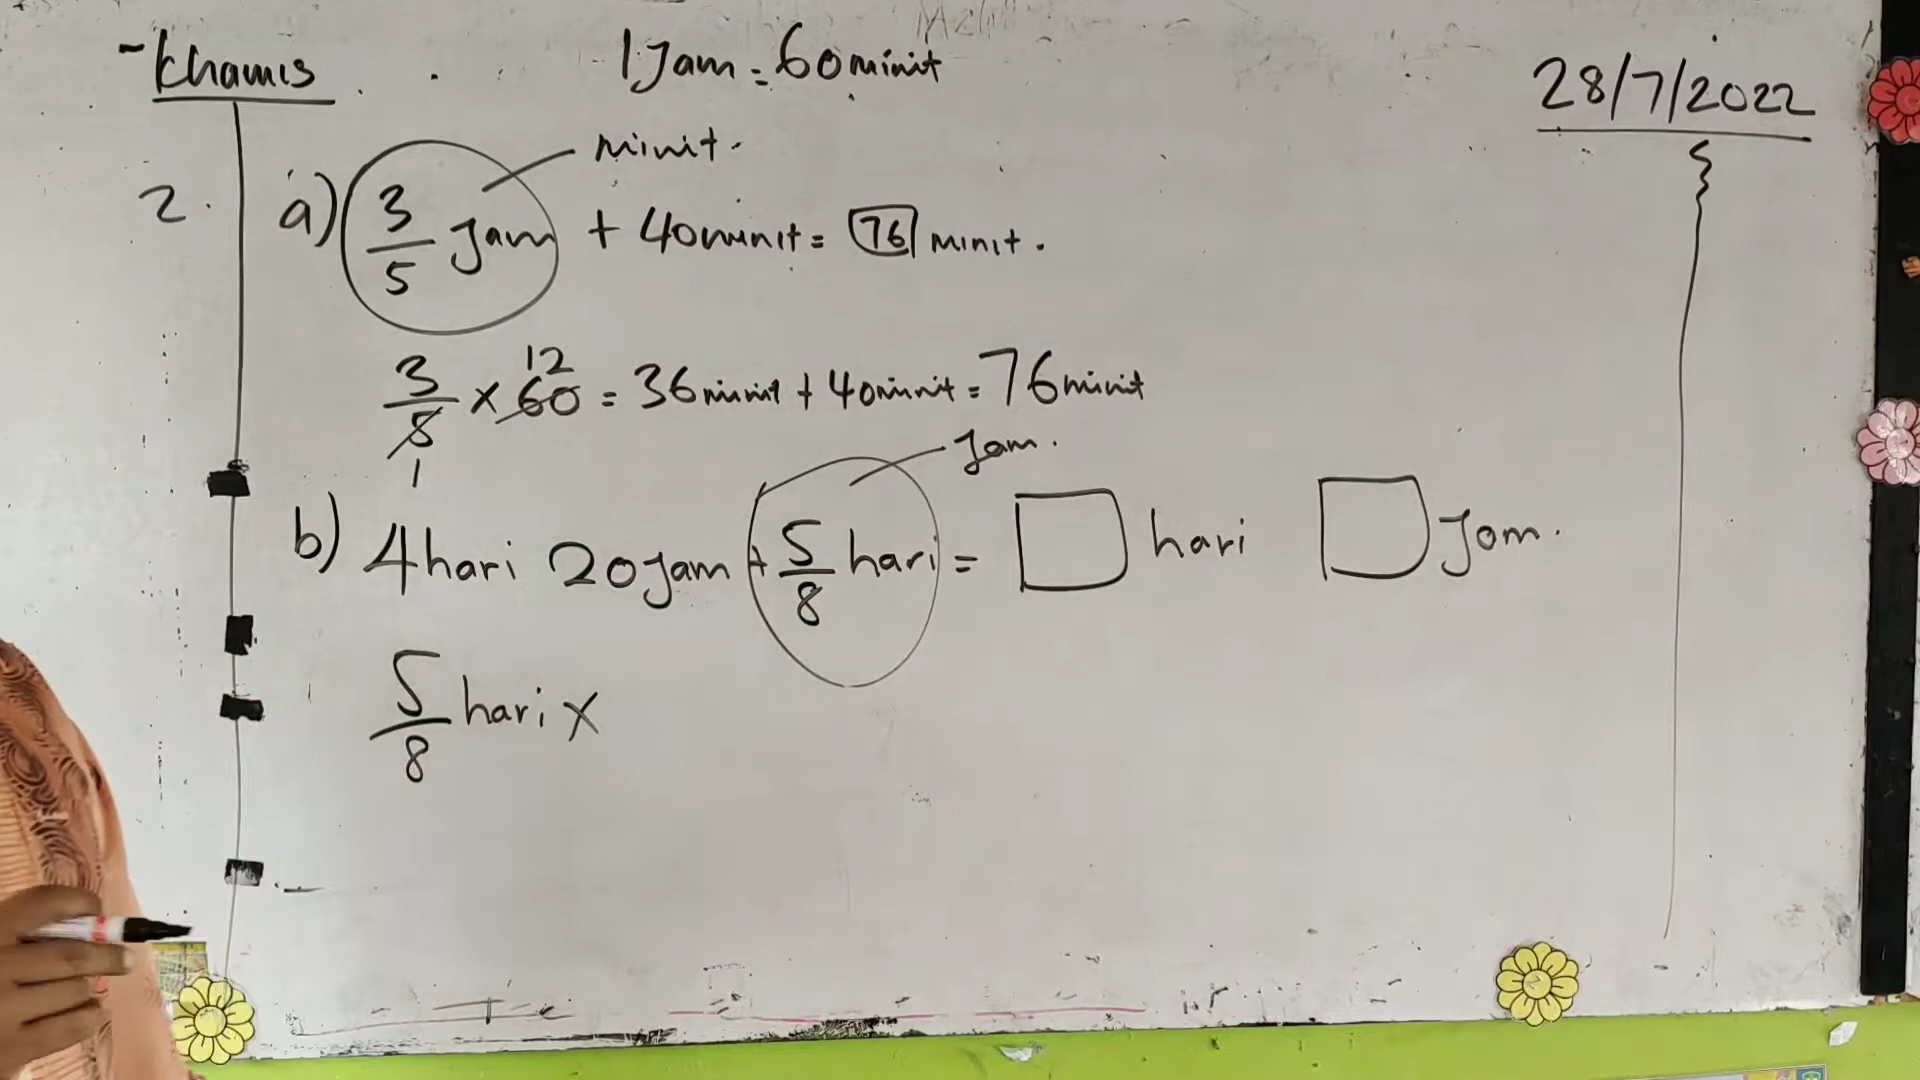 Khamis
1 Jam = 60 minit
28/7/2022
minit.
2. a) 3/5 Jam + 40 minit = 76 minit.
12
3/5 x 60 = 36 minit + 40 minit = 76 minit
1
Jam.
b) 4 hari 20 jam + 5/8 hari = hari Jam.
5/8 hari x